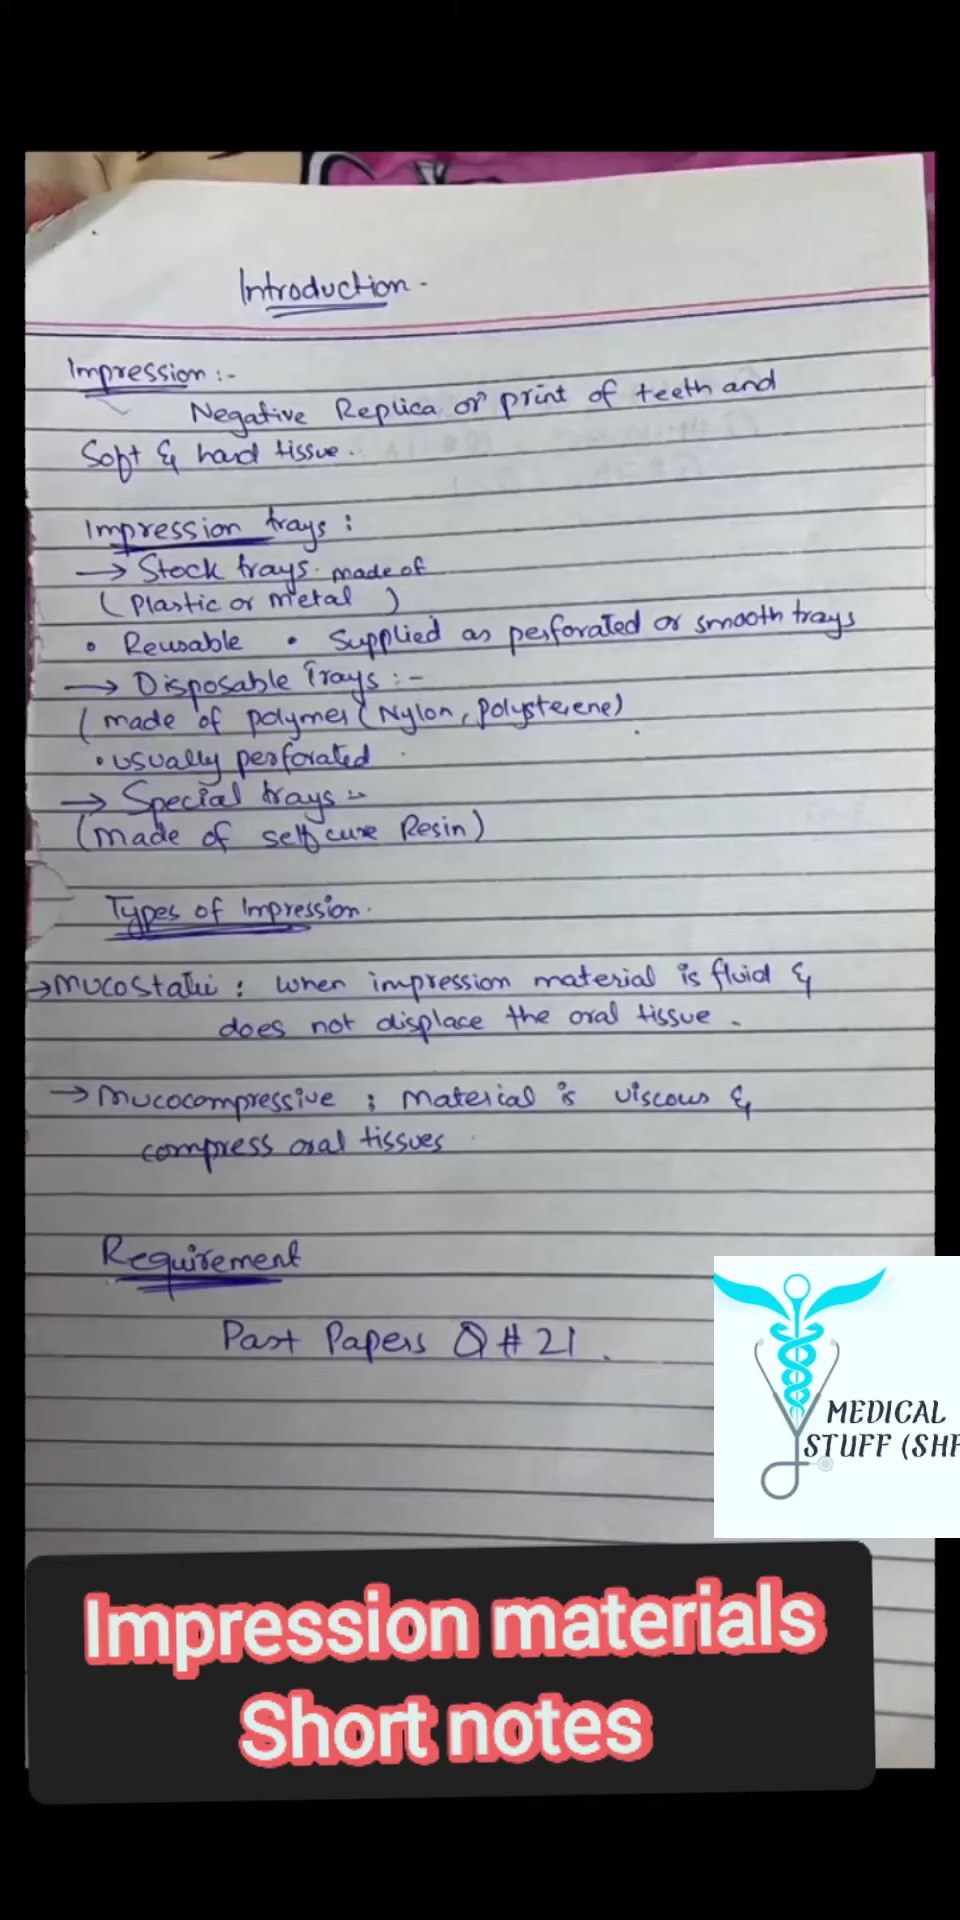 Introduction -
Impression :-
Negative Replica or print of teeth and
Soft & hard tissue.
Impression trays :
→ Stock trays. made of
( Plastic or metal )
• Reusable • Supplied as perforated or smooth trays
→ Disposable Trays :-
( made of polymer (Nylon, polysterene)
• usually perforated
→ Special trays :-
(made of self cure Resin)
Types of Impression.
→ Mucostatic : when impression material is fluid &
does not displace the oral tissue.
→ Mucocompressive : Material is viscous &
compress oral tissues
Requirement
Past Papers Q # 21.
MEDICAL
STUFF (SHF
Impression materials
Short notes